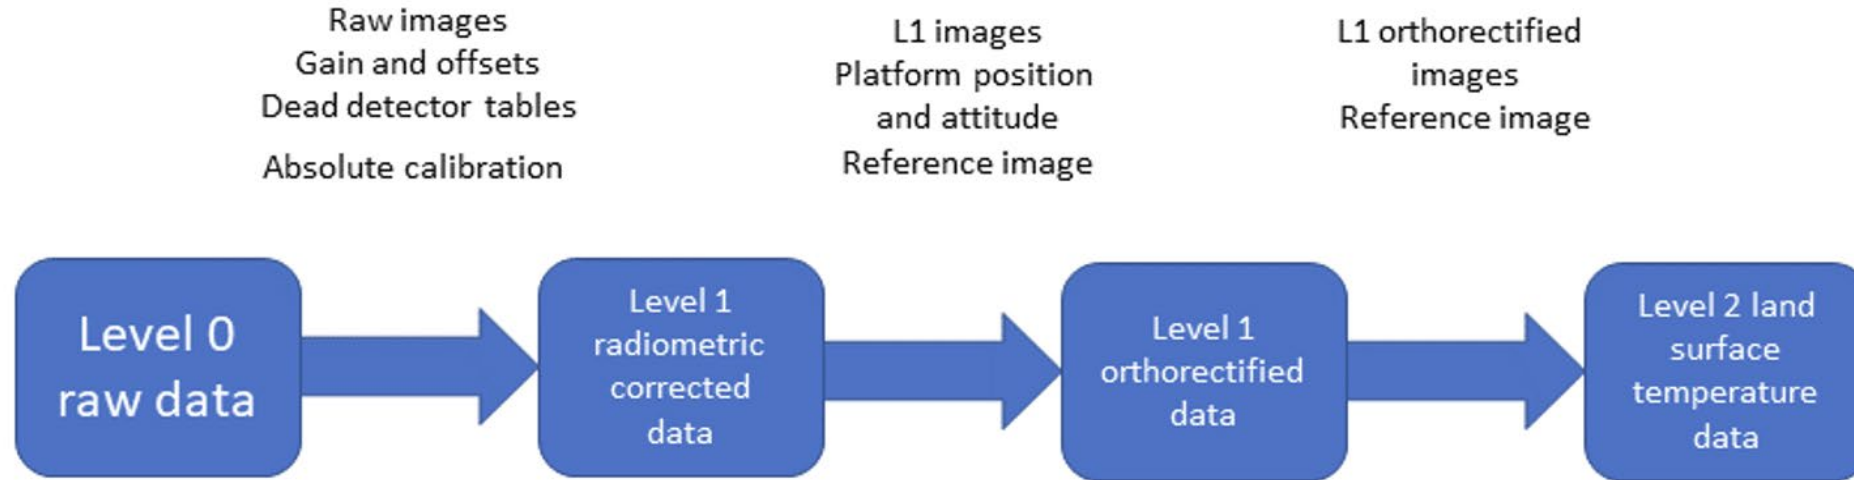 Raw images
Gain and offsets
Dead detector tables
Absolute calibration
L1 images
Platform position
and attitude
Reference image
L1 orthorectified
images
Reference image
Level 0
raw data
Level 1
radiometric
corrected
data
Level 1
orthorectified
data
Level 2 land
surface
temperature
data